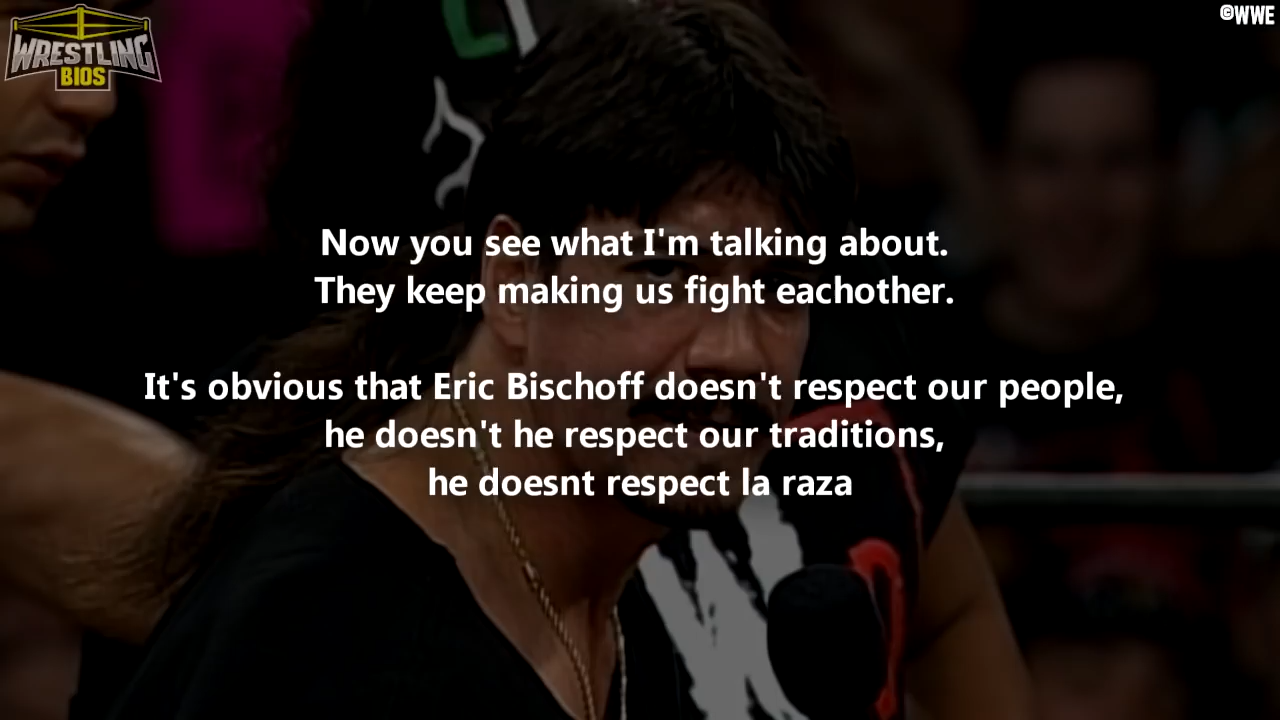 WRESTLING
BIOS
©WWE
Now you see what I'm talking about.
They keep making us fight eachother.
It's obvious that Eric Bischoff doesn't respect our people,
he doesn't he respect our traditions,
he doesnt respect la raza